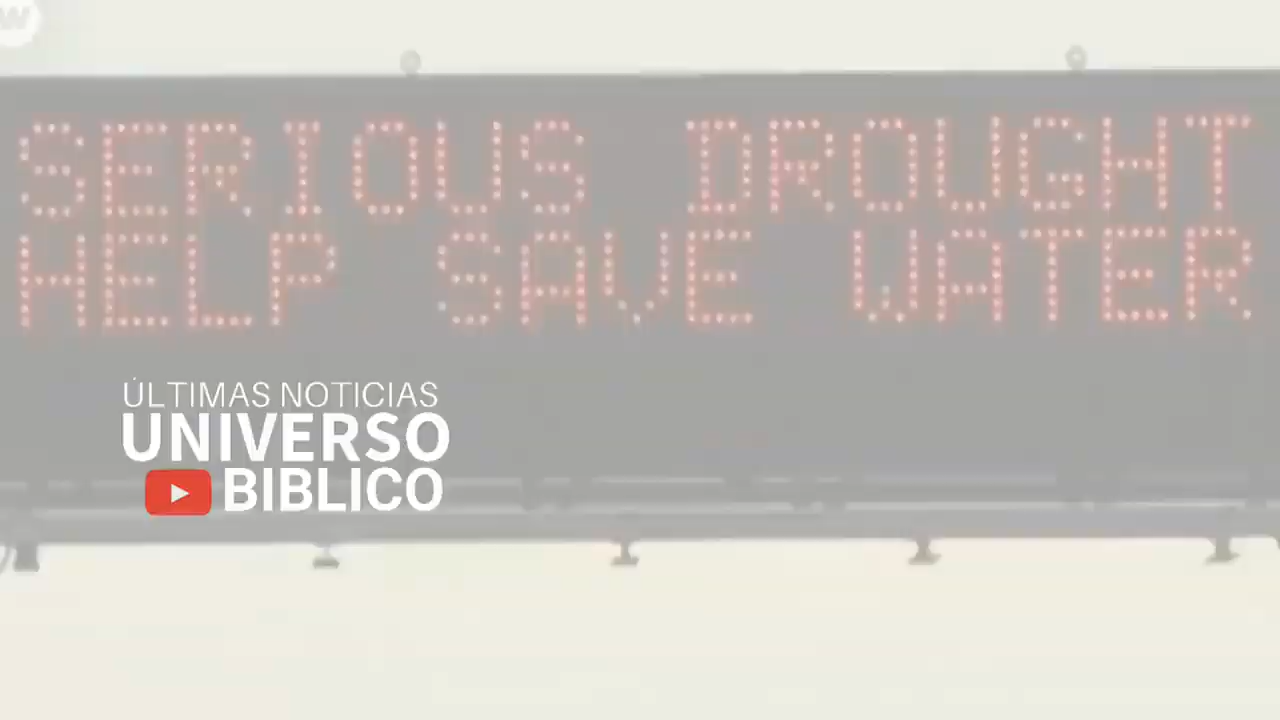 W
SERIOUS DROUGHT
HELP SAVE WATER
ÚLTIMAS NOTICIAS
UNIVERSO
BIBLICO